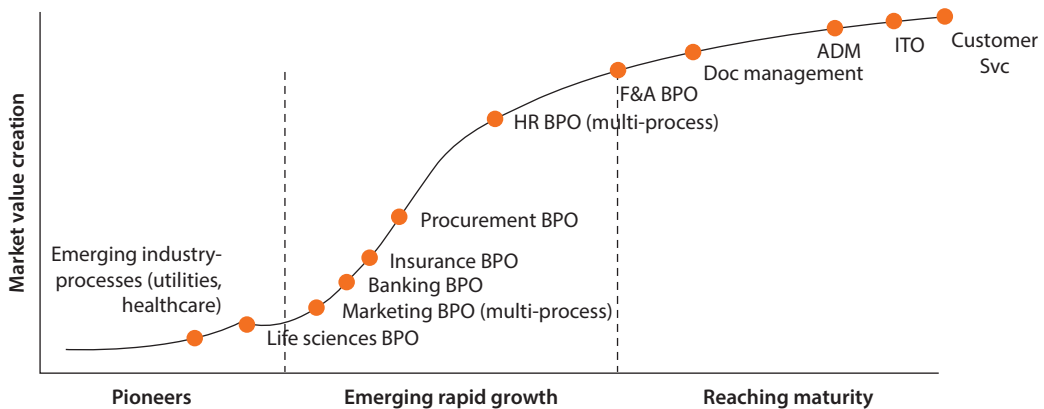 Market value creation
ADM
ITO
Customer
Svc
Doc management
F&A BPO
HR BPO (multi-process)
Procurement BPO
Emerging industry-
processes (utilities,
healthcare)
Insurance BPO
Banking BPO
Marketing BPO (multi-process)
Life sciences BPO
Pioneers
Emerging rapid growth
Reaching maturity